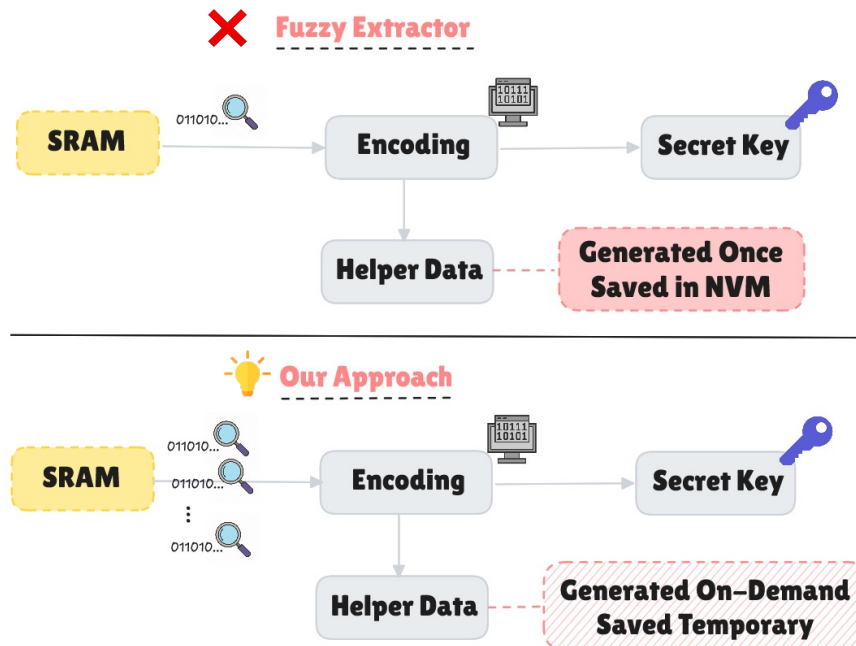 Fuzzy Extractor
011010...
10111
10101
SRAM
Encoding
Secret Key
Helper Data
Generated Once
Saved in NVM
Our Approach
011010...
10111
10101
SRAM
011010...
Encoding
Secret Key
⋮
011010...
Helper Data
Generated On-Demand
Saved Temporary